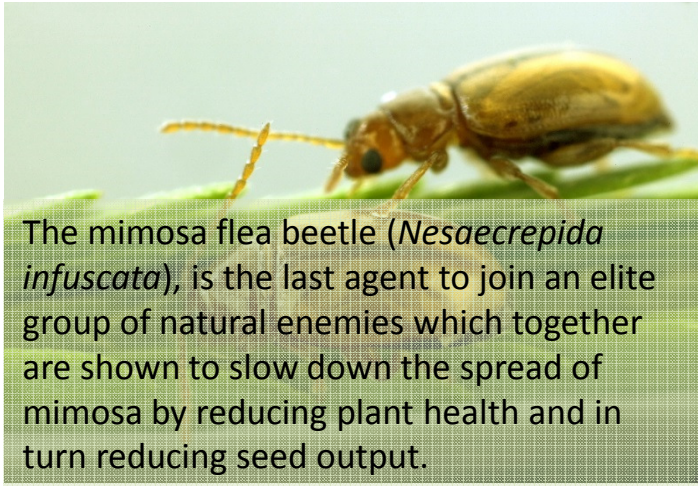 The mimosa flea beetle (Nesaecrepida
infuscata), is the last agent to join an elite
group of natural enemies which together
are shown to slow down the spread of
mimosa by reducing plant health and in
turn reducing seed output.